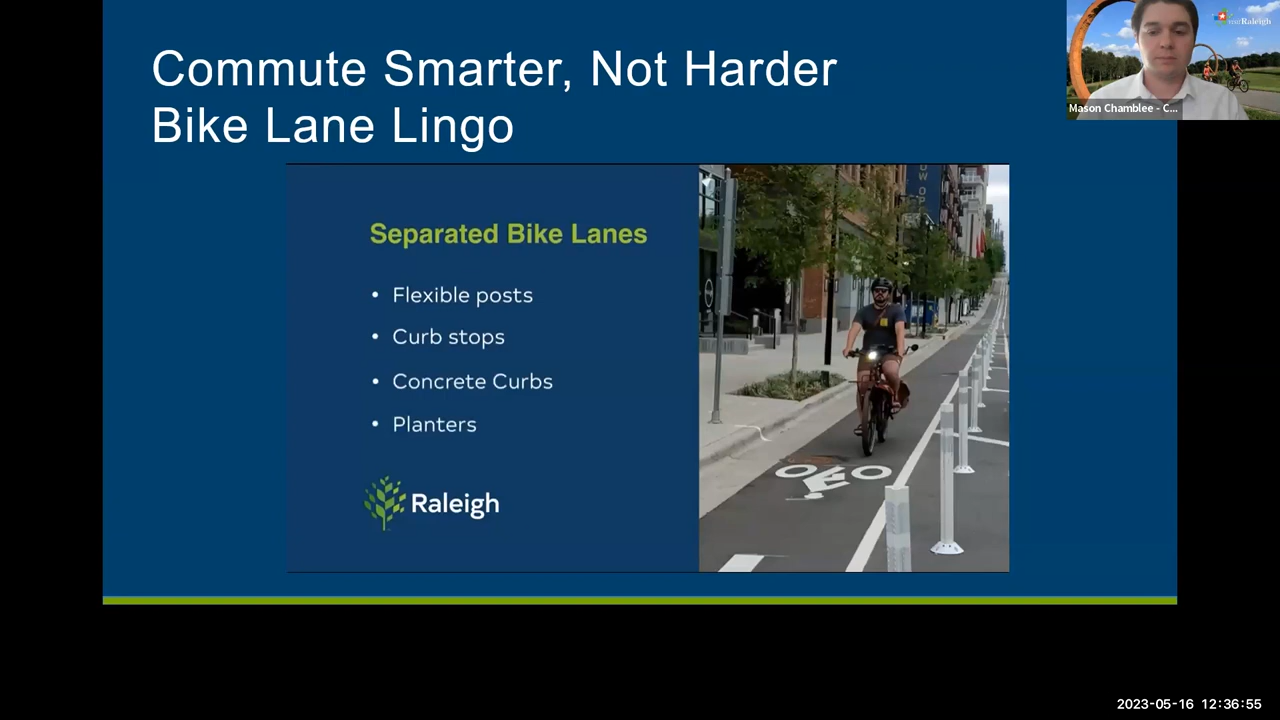 Commute Smarter, Not Harder
Bike Lane Lingo
Raleigh
Mason Chamblee - C...
Separated Bike Lanes
• Flexible posts
• Curb stops
• Concrete Curbs
• Planters
Raleigh
2023-05-16 12:36:55